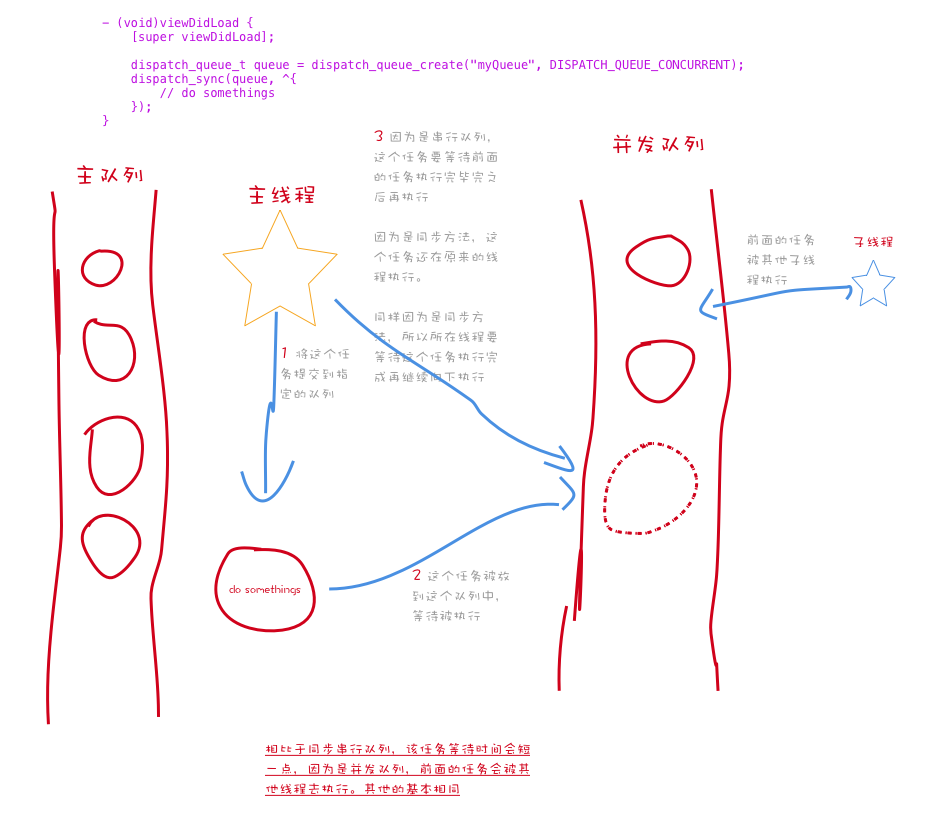 - (void)viewDidLoad {
    [super viewDidLoad];
    dispatch_queue_t queue = dispatch_queue_create("myQueue", DISPATCH_QUEUE_CONCURRENT);
    dispatch_sync(queue, ^{
        // do somethings
    });
}
主队列
主线程
3 因为是串行队列,
这个任务要等待前面
的任务执行完毕完之
后再执行
因为是同步方法，这
个任务还在原来的线
程执行。
同样因为是同步方
法，所以所在线程要
等待这个任务执行完
成再继续向下执行
并发队列
前面的任务
被其他子线
程执行
子线程
1 将这个任
务提交到指
定的队列
do somethings
2 这个任务被放
到这个队列中,
等待被执行
相比于同步串行队列，该任务等待时间会短
一点，因为是并发队列，前面的任务会被其
他线程去执行。其他的基本相同